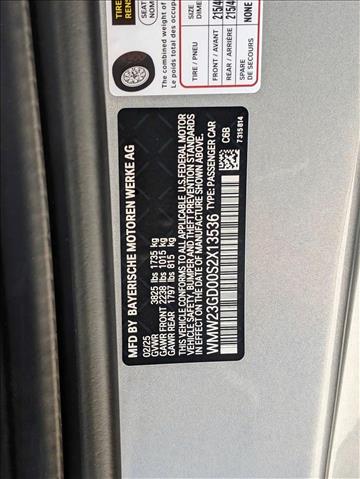 MFD BY BAYERISCHE MOTOREN WERKE AG
02/25
GVWR 3825 lbs 1735 kg
GAWR FRONT 2238 lbs 1015 kg
GAWR REAR 1797 lbs 815 kg
THIS VEHICLE CONFORMS TO ALL APPLICABLE U.S. FEDERAL MOTOR
VEHICLE SAFETY, BUMPER AND THEFT PREVENTION STANDARDS
IN EFFECT ON THE DATE OF MANUFACTURE SHOWN ABOVE.
WMW23GD00S2X13536 TYPE: PASSENGER CAR
C6B
7315814
TIRE
SEAT
The combined weight of
Le poids total des occupa
TIRE / PNEU
SIZE
DIME
FRONT / AVANT
215/4
REAR / ARRIÈRE
215/4
SPARE
DE SECOURS
NONE